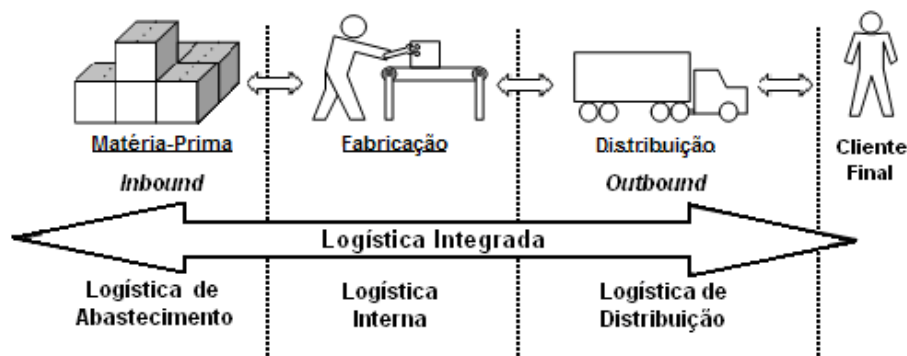 Matéria-Prima
Fabricação
Distribuição
Cliente
Final
Inbound
Outbound
Logística Integrada
Logística de
Abastecimento
Logística
Interna
Logística de
Distribuição